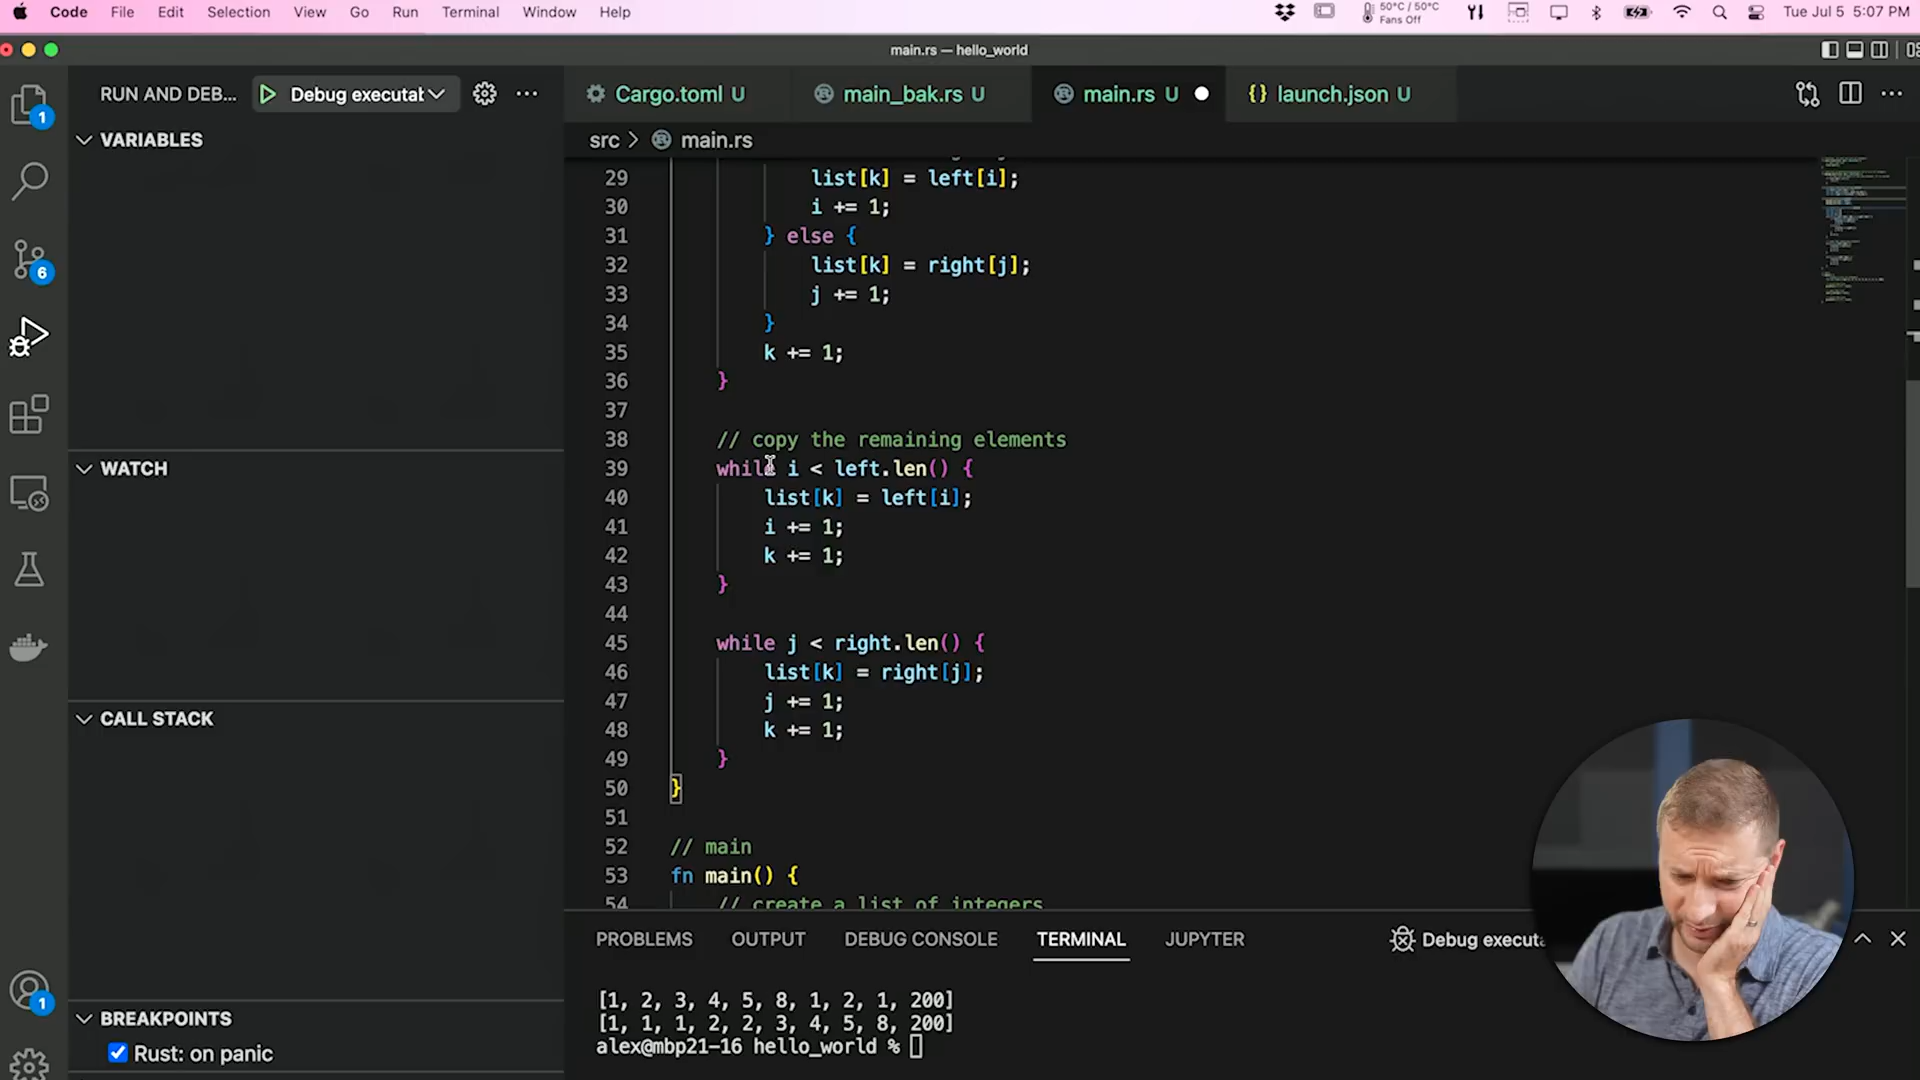 Code File Edit Selection View Go Run Terminal Window Help 50°C / 50°C Fans Off Tue Jul 5 5:07 PM
main.rs — hello_world
RUN AND DEB... Debug executat ··· Cargo.toml U main_bak.rs U main.rs U {} launch.json U ···
1
VARIABLES
src > main.rs
29 list[k] = left[i];
30 i += 1;
31 } else {
32 list[k] = right[j];
33 j += 1;
34 }
35 k += 1;
36 }
37
38 // copy the remaining elements
39 while i < left.len() {
40 list[k] = left[i];
41 i += 1;
42 k += 1;
43 }
44
45 while j < right.len() {
46 list[k] = right[j];
47 j += 1;
48 k += 1;
49 }
50 }
51
52 // main
53 fn main() {
54 // create a list of integers
6
WATCH
CALL STACK
1
BREAKPOINTS
Rust: on panic
PROBLEMS OUTPUT DEBUG CONSOLE TERMINAL JUPYTER Debug executa
[1, 2, 3, 4, 5, 8, 1, 2, 1, 200]
[1, 1, 1, 2, 2, 3, 4, 5, 8, 200]
alex@mbp21-16 hello_world %